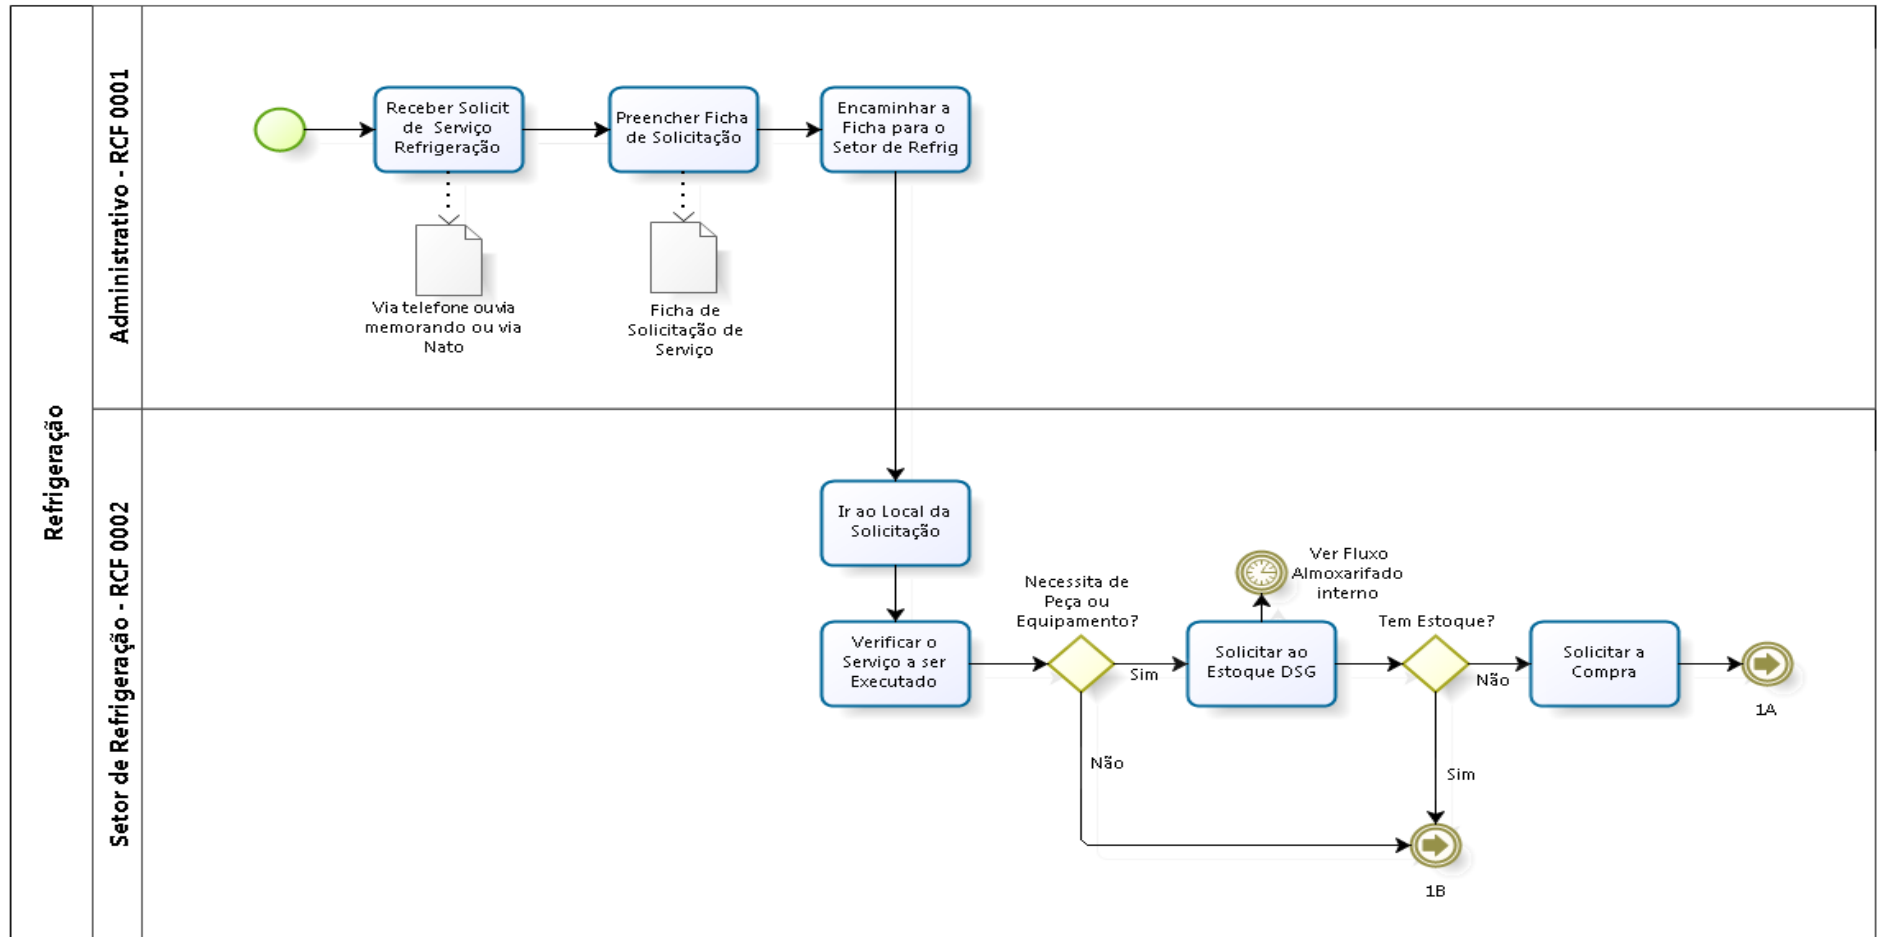 Refrigeração
Administrativo - RCF 0001
Receber Solicit
de Serviço
Refrigeração
Preencher Ficha
de Solicitação
Encaminhar a
Ficha para o
Setor de Refrig
Via telefone ou via
memorando ou via
Nato
Ficha de
Solicitação de
Serviço
Setor de Refrigeração - RCF 0002
Ir ao Local da
Solicitação
Verificar o
Serviço a ser
Executado
Necessita de
Peça ou
Equipamento?
Sim
Não
Solicitar ao
Estoque DSG
Ver Fluxo
Almoxarifado
interno
Tem Estoque?
Não
Sim
Solicitar a
Compra
1A
1B